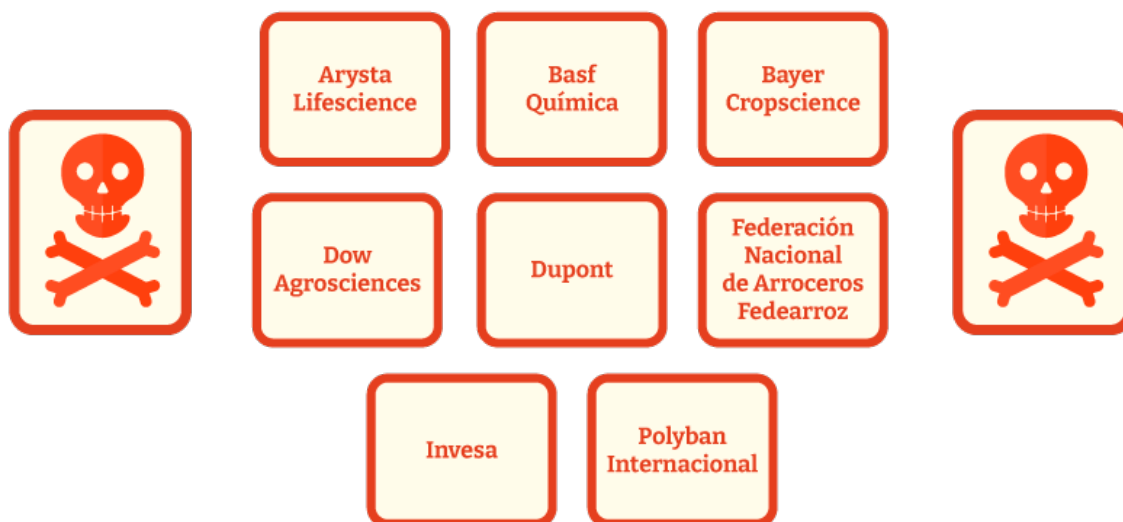 Arysta
Lifescience
Basf
Química
Bayer
Cropscience
Dow
Agrosciences
Dupont
Federación
Nacional
de Arroceros
Fedearroz
Invesa
Polyban
Internacional